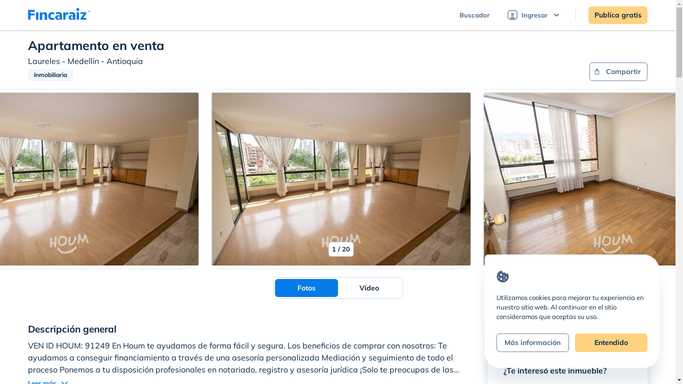 Fincaraiz
Buscador
Ingresar
Publica gratis
Apartamento en venta
Laureles - Medellín - Antioquia
Inmobiliaria
Compartir
HOUM
HOUM
HOUM
1 / 20
Fotos
Video
Utilizamos cookies para mejorar tu experiencia en
nuestro sitio web. Al continuar en el sitio
consideramos que aceptas su uso.
Más información
Entendido
Descripción general
VEN ID HOUM: 91249 En Houm te ayudamos de forma fácil y segura. Los beneficios de comprar con nosotros: Te
ayudamos a conseguir financiamiento a través de una asesoría personalizada Mediación y seguimiento de todo el
proceso Ponemos a tu disposición profesionales en notariado, registro y asesoría jurídica ¡Solo te preocupas de las...
Leer más
¿Te interesó este inmueble?